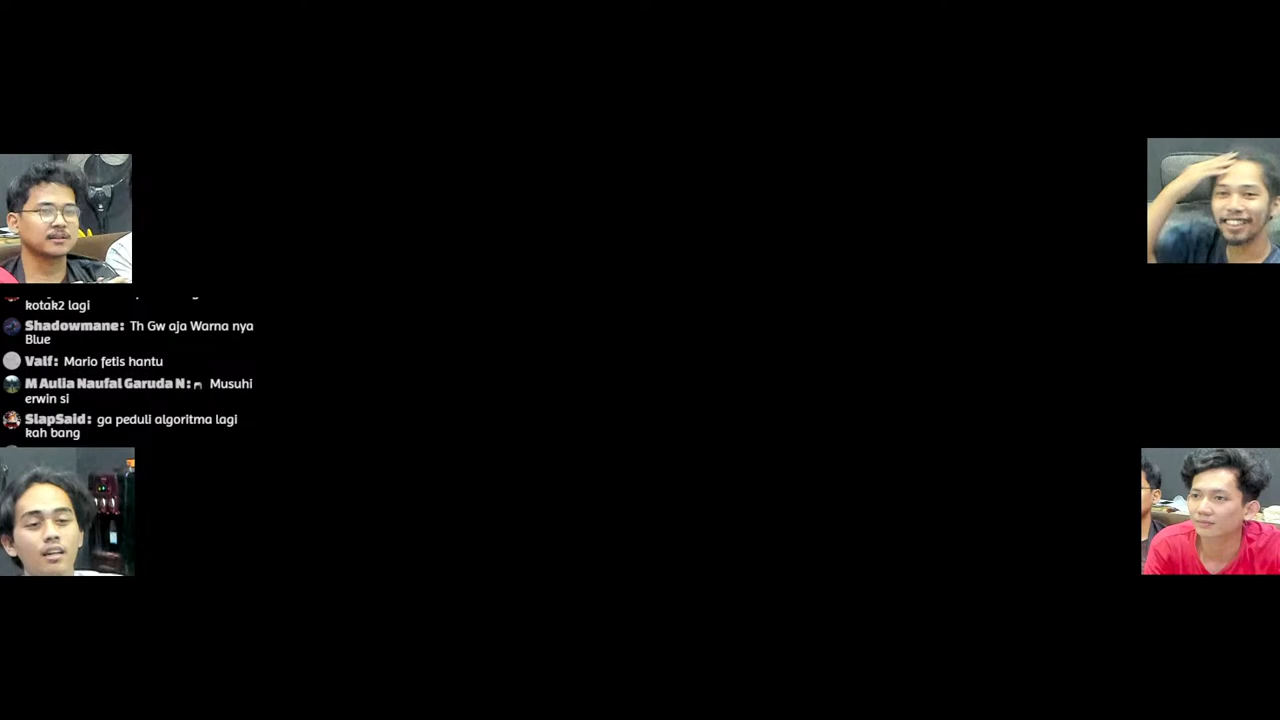 kotak2 lagi
Shadowmane: Th Gw aja Warna nya
Blue
Valf: Mario fetis hantu
M Aulia Naufal Garuda N: Musuhi
erwin si
SlapSaid: ga peduli algoritma lagi
kah bang